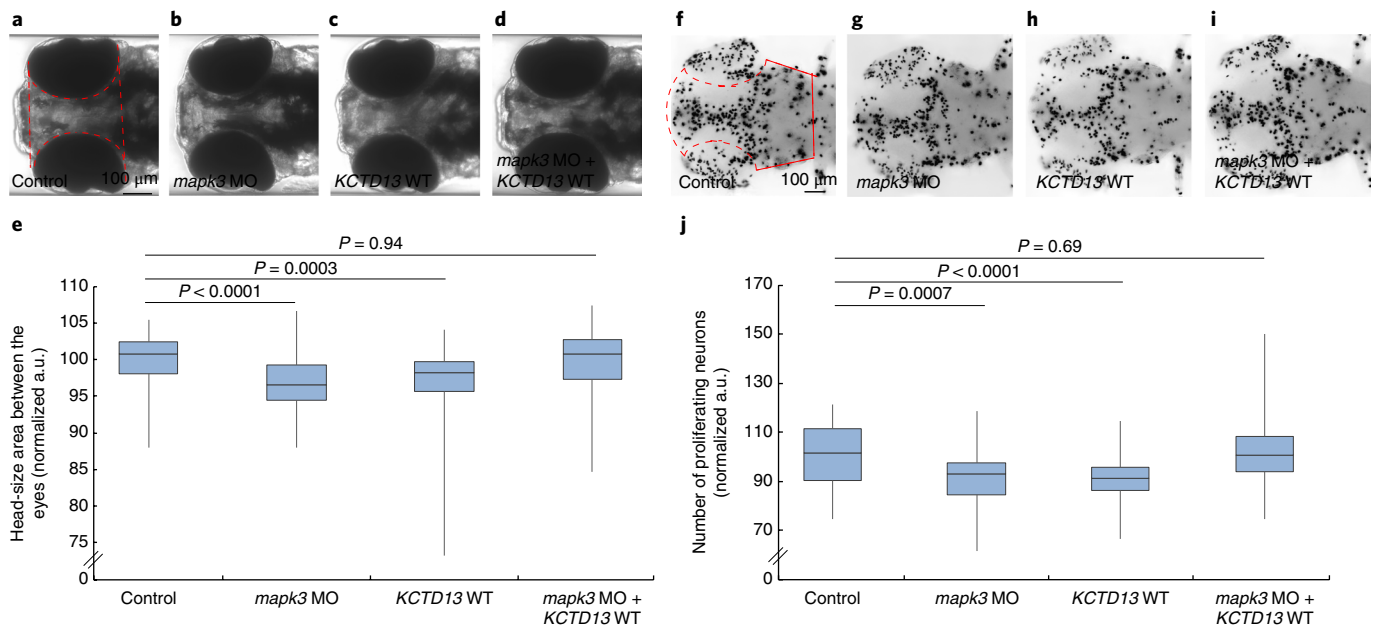 a
b
c
d
Control
100 μm
mapk3 MO
KCTD13 WT
mapk3 MO +
KCTD13 WT
f
g
h
i
Control
100 μm
mapk3 MO
KCTD13 WT
mapk3 MO +
KCTD13 WT
e
P = 0.94
P = 0.0003
P < 0.0001
110
105
100
95
90
85
80
75
0
Head-size area between the
eyes (normalized a.u.)
Control
mapk3 MO
KCTD13 WT
mapk3 MO +
KCTD13 WT
j
P = 0.69
P < 0.0001
P = 0.0007
170
150
130
110
90
70
0
Number of proliferating neurons
(normalized a.u.)
Control
mapk3 MO
KCTD13 WT
mapk3 MO +
KCTD13 WT